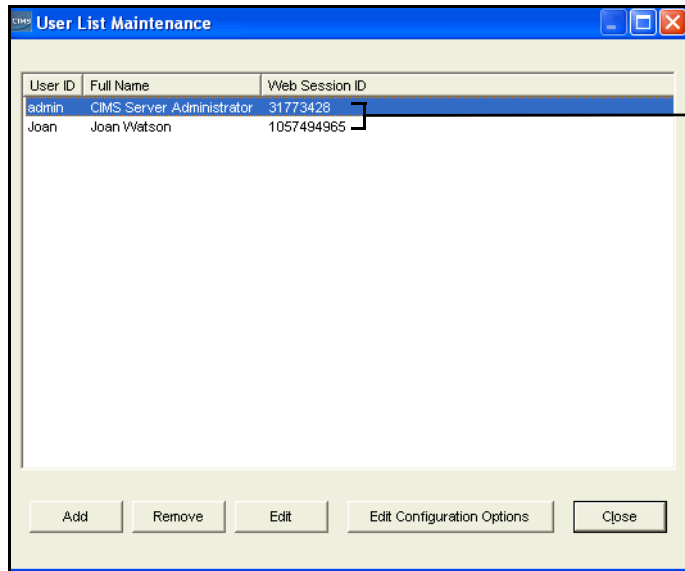 CIMS User List Maintenance
User ID Full Name Web Session ID
admin CIMS Server Administrator 31773428
Joan Joan Watson 1057494965
Add Remove Edit Edit Configuration Options Close